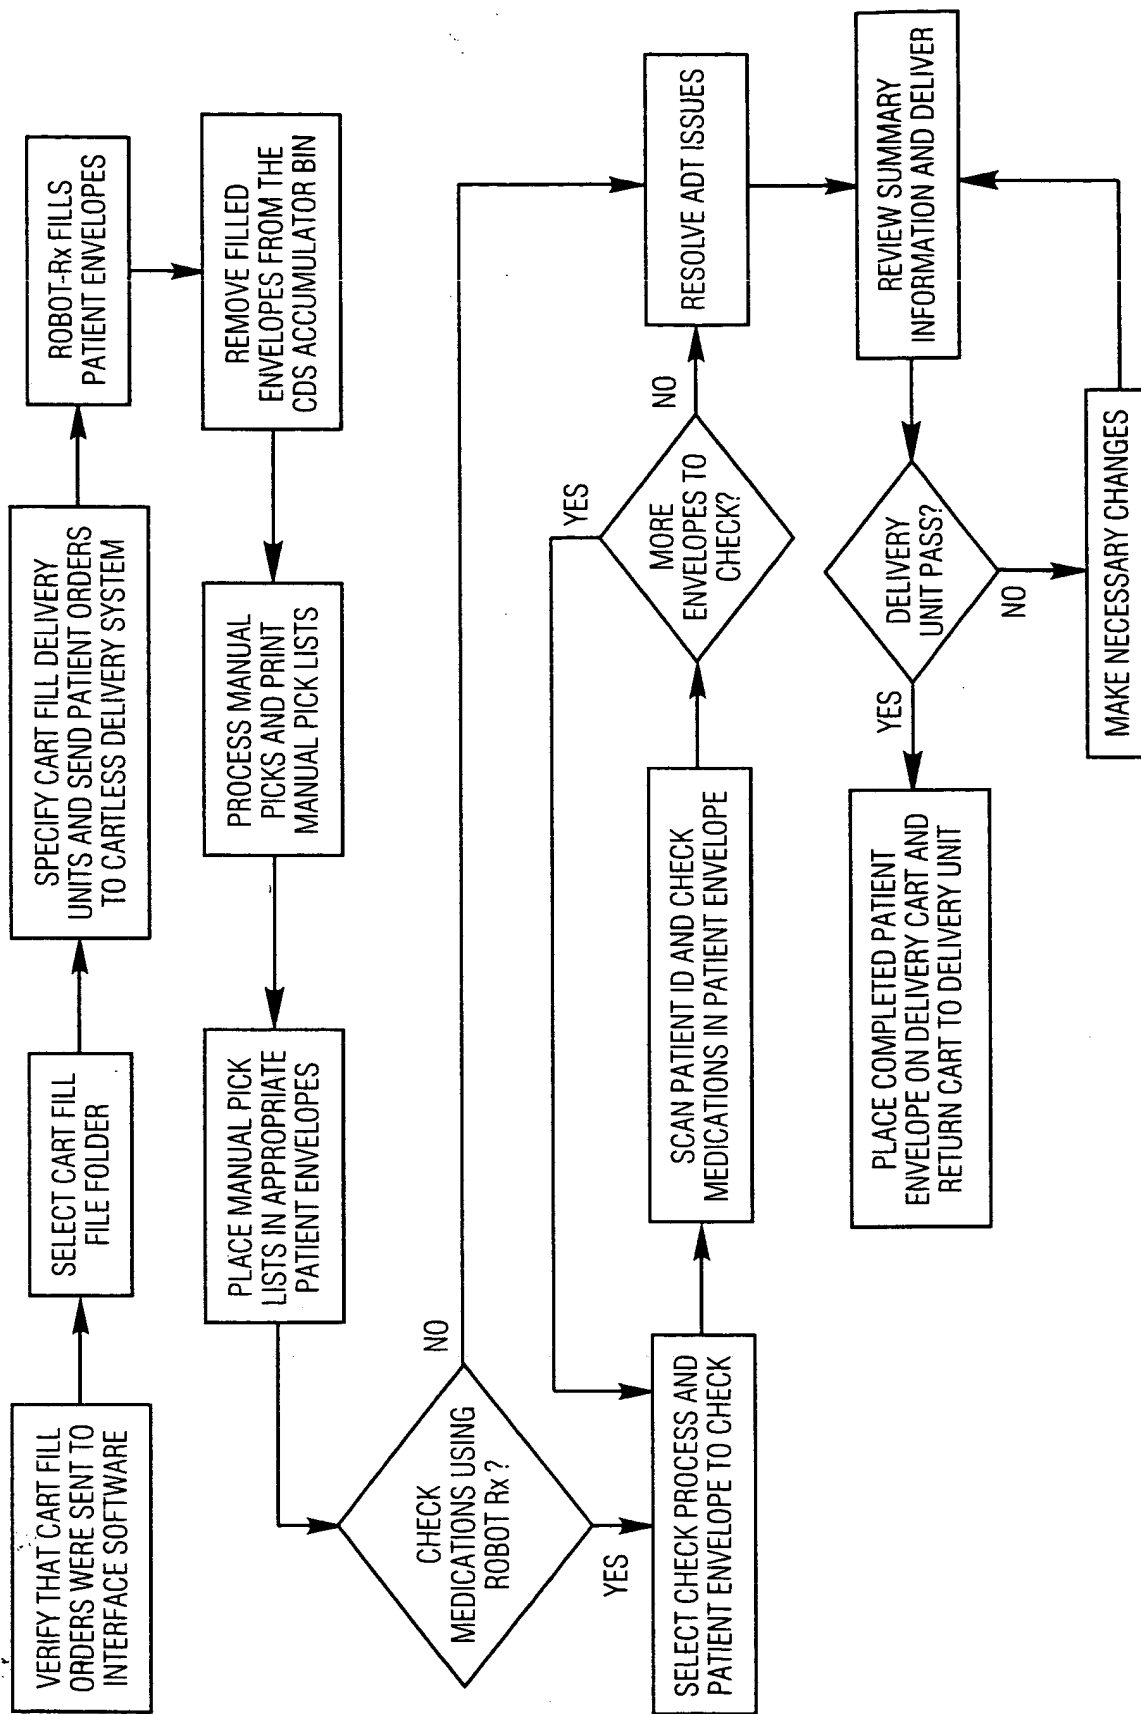 VERIFY THAT CART FILL
ORDERS WERE SENT TO
INTERFACE SOFTWARE
SELECT CART FILL
FILE FOLDER
SPECIFY CART FILL DELIVERY
UNITS AND SEND PATIENT ORDERS
TO CARTLESS DELIVERY SYSTEM
ROBOT-Rx FILLS
PATIENT ENVELOPES
REMOVE FILLED
ENVELOPES FROM THE
CDS ACCUMULATOR BIN
PROCESS MANUAL
PICKS AND PRINT
MANUAL PICK LISTS
PLACE MANUAL PICK
LISTS IN APPROPRIATE
PATIENT ENVELOPES
CHECK
MEDICATIONS USING
ROBOT Rx ?
NO
YES
SELECT CHECK PROCESS AND
PATIENT ENVELOPE TO CHECK
SCAN PATIENT ID AND CHECK
MEDICATIONS IN PATIENT ENVELOPE
MORE
ENVELOPES TO
CHECK?
YES
NO
RESOLVE ADT ISSUES
REVIEW SUMMARY
INFORMATION AND DELIVER
DELIVERY
UNIT PASS?
YES
NO
PLACE COMPLETED PATIENT
ENVELOPE ON DELIVERY CART AND
RETURN CART TO DELIVERY UNIT
MAKE NECESSARY CHANGES